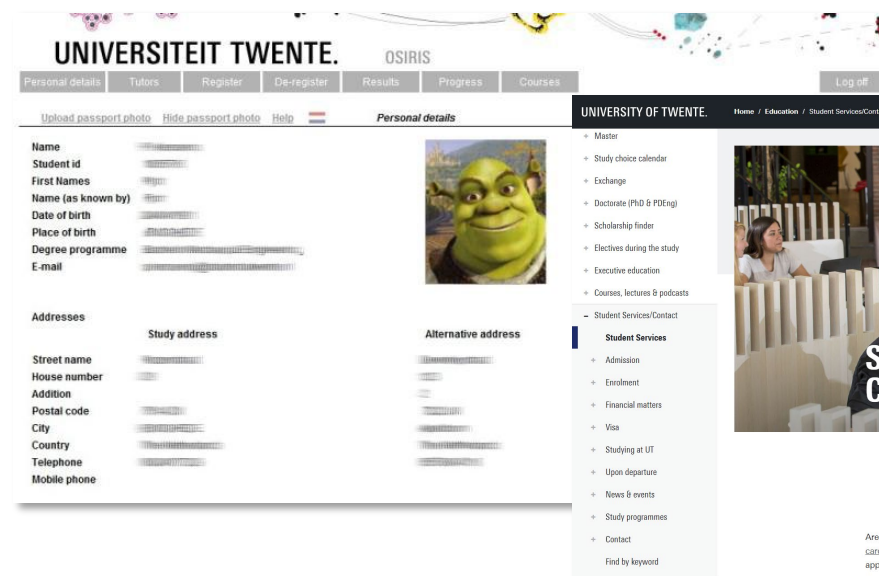 UNIVERSITEIT TWENTE. OSIRIS
Personal details Tutors Register De-register Results Progress Courses Log off
Upload passport photo Hide passport photo Help Personal details
Name
Student id
First Names
Name (as known by)
Date of birth
Place of birth
Degree programme
E-mail
Addresses
Study address Alternative address
Street name
House number
Addition
Postal code
City
Country
Telephone
Mobile phone
UNIVERSITY OF TWENTE. Home / Education / Student Services/Cont
+ Master
+ Study choice calendar
+ Exchange
+ Doctorate (PhD & PDEng)
+ Scholarship finder
+ Electives during the study
+ Executive education
+ Courses, lectures & podcasts
– Student Services/Contact
Student Services
+ Admission
+ Enrolment
+ Financial matters
+ Visa
+ Studying at UT
+ Upon departure
+ News & events
+ Study programmes
+ Contact
Find by keyword
S
C
Are
care
app